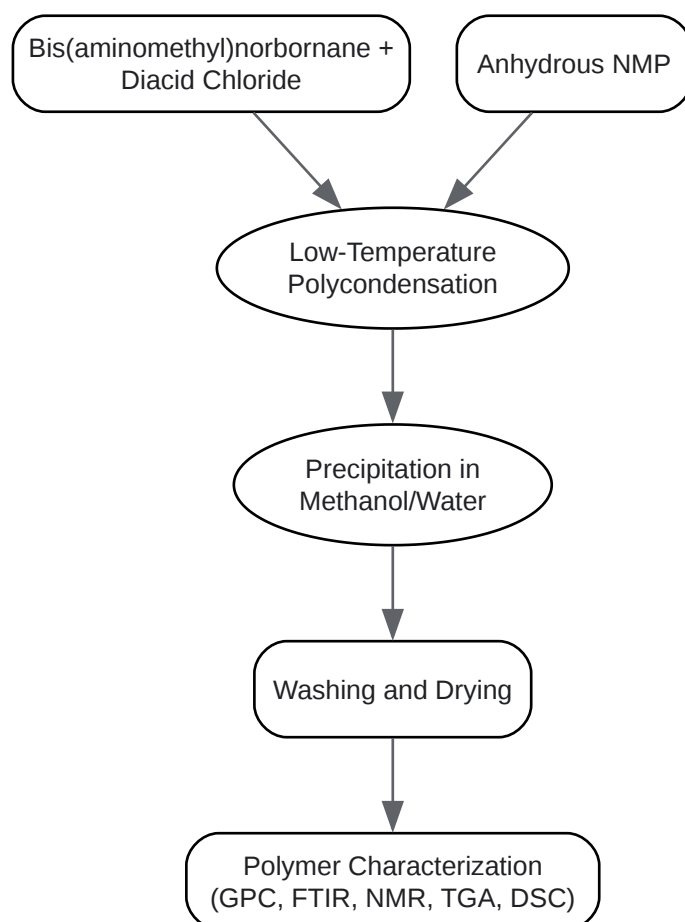 Bis(aminomethyl)norbornane +
Diacid Chloride
Anhydrous NMP
Low-Temperature
Polycondensation
Precipitation in
Methanol/Water
Washing and Drying
Polymer Characterization
(GPC, FTIR, NMR, TGA, DSC)